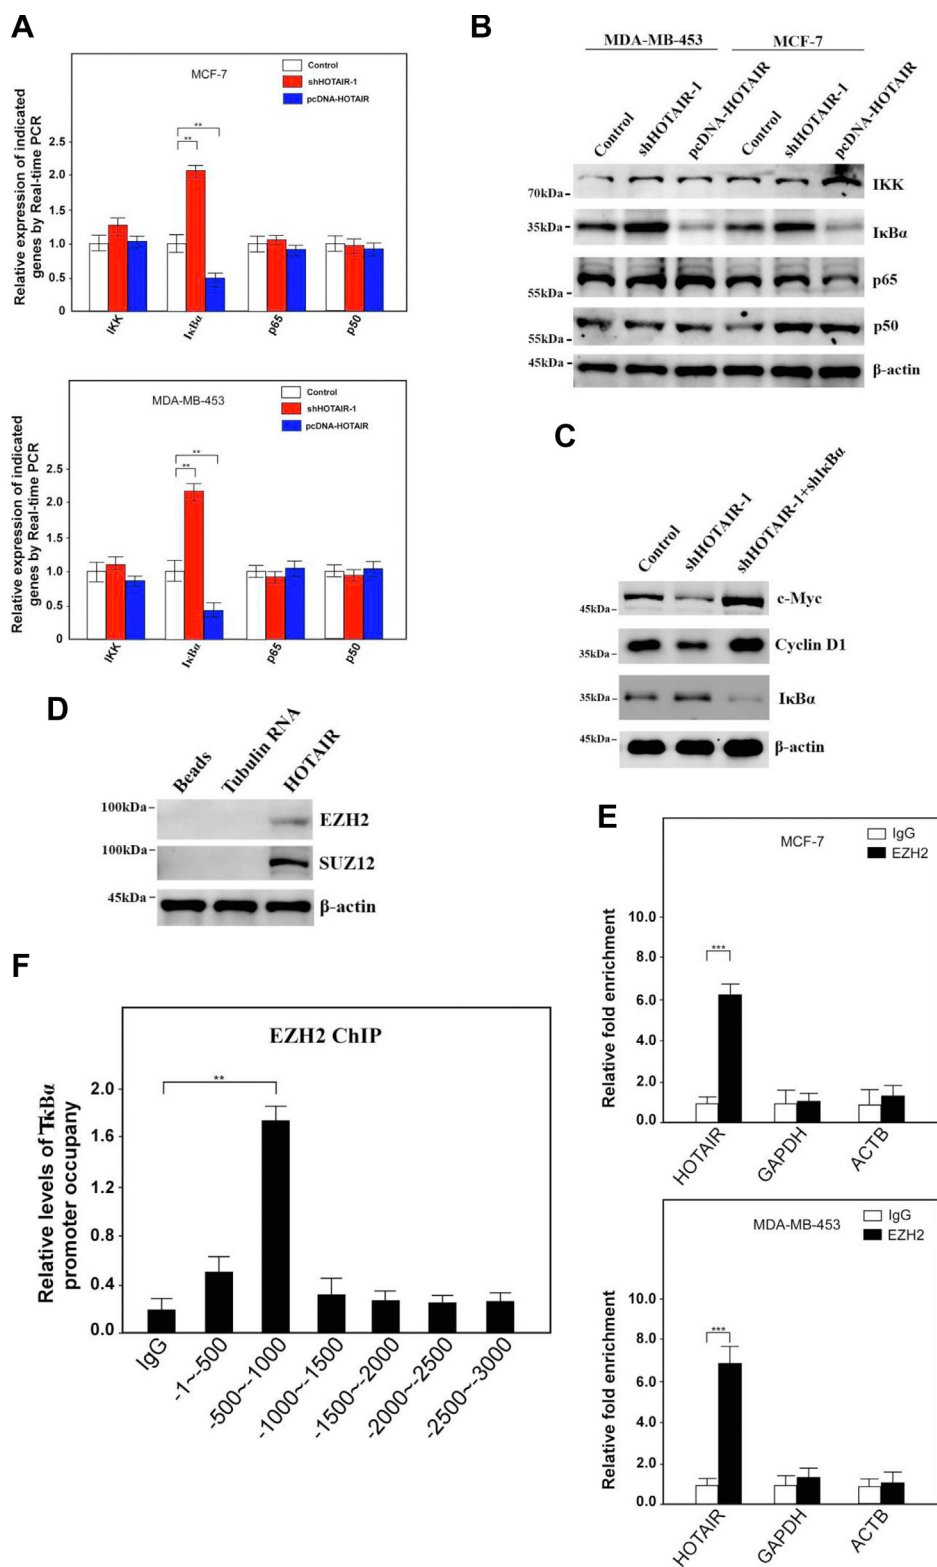 A
Relative expression of indicated
genes by Real-time PCR
MCF-7
Control
shHOTAIR-1
pcDNA-HOTAIR
2.5
2.0
1.5
1.0
0.5
0
**
**
IKK
IκBα
p65
p50
Relative expression of indicated
genes by Real-time PCR
MDA-MB-453
Control
shHOTAIR-1
pcDNA-HOTAIR
2.5
2.0
1.5
1.0
0.5
0
**
**
IKK
IκBα
p65
p50
B
MDA-MB-453
MCF-7
Control
shHOTAIR-1
pcDNA-HOTAIR
Control
shHOTAIR-1
pcDNA-HOTAIR
70kDa
IKK
35kDa
IκBα
55kDa
p65
55kDa
p50
45kDa
β-actin
C
Control
shHOTAIR-1
shHOTAIR-1+shIκBα
45kDa
c-Myc
35kDa
Cyclin D1
35kDa
IκBα
45kDa
β-actin
D
Beads
Tubulin RNA
HOTAIR
100kDa
EZH2
100kDa
SUZ12
45kDa
β-actin
E
Relative fold enrichment
MCF-7
IgG
EZH2
10.0
8.0
6.0
4.0
2.0
0.0
***
HOTAIR
GAPDH
ACTB
Relative fold enrichment
MDA-MB-453
IgG
EZH2
10.0
8.0
6.0
4.0
2.0
0.0
***
HOTAIR
GAPDH
ACTB
F
EZH2 ChIP
Relative levels of IκBα
promoter occupany
2.0
1.6
1.2
0.8
0.4
0.0
**
IgG
-1~-500
-500~-1000
-1000~-1500
-1500~-2000
-2000~-2500
-2500~-3000